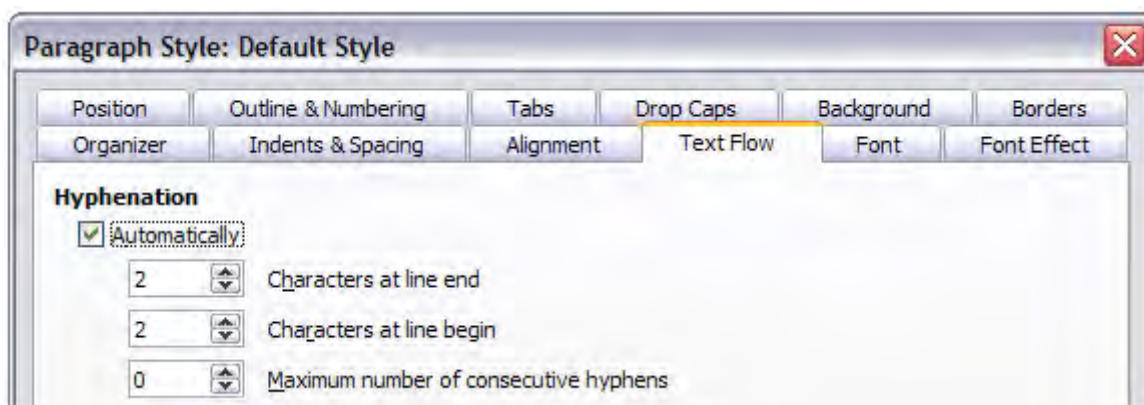 Paragraph Style: Default Style
Position Outline & Numbering Tabs Drop Caps Background Borders
Organizer Indents & Spacing Alignment Text Flow Font Font Effect
Hyphenation
Automatically
2 Characters at line end
2 Characters at line begin
0 Maximum number of consecutive hyphens